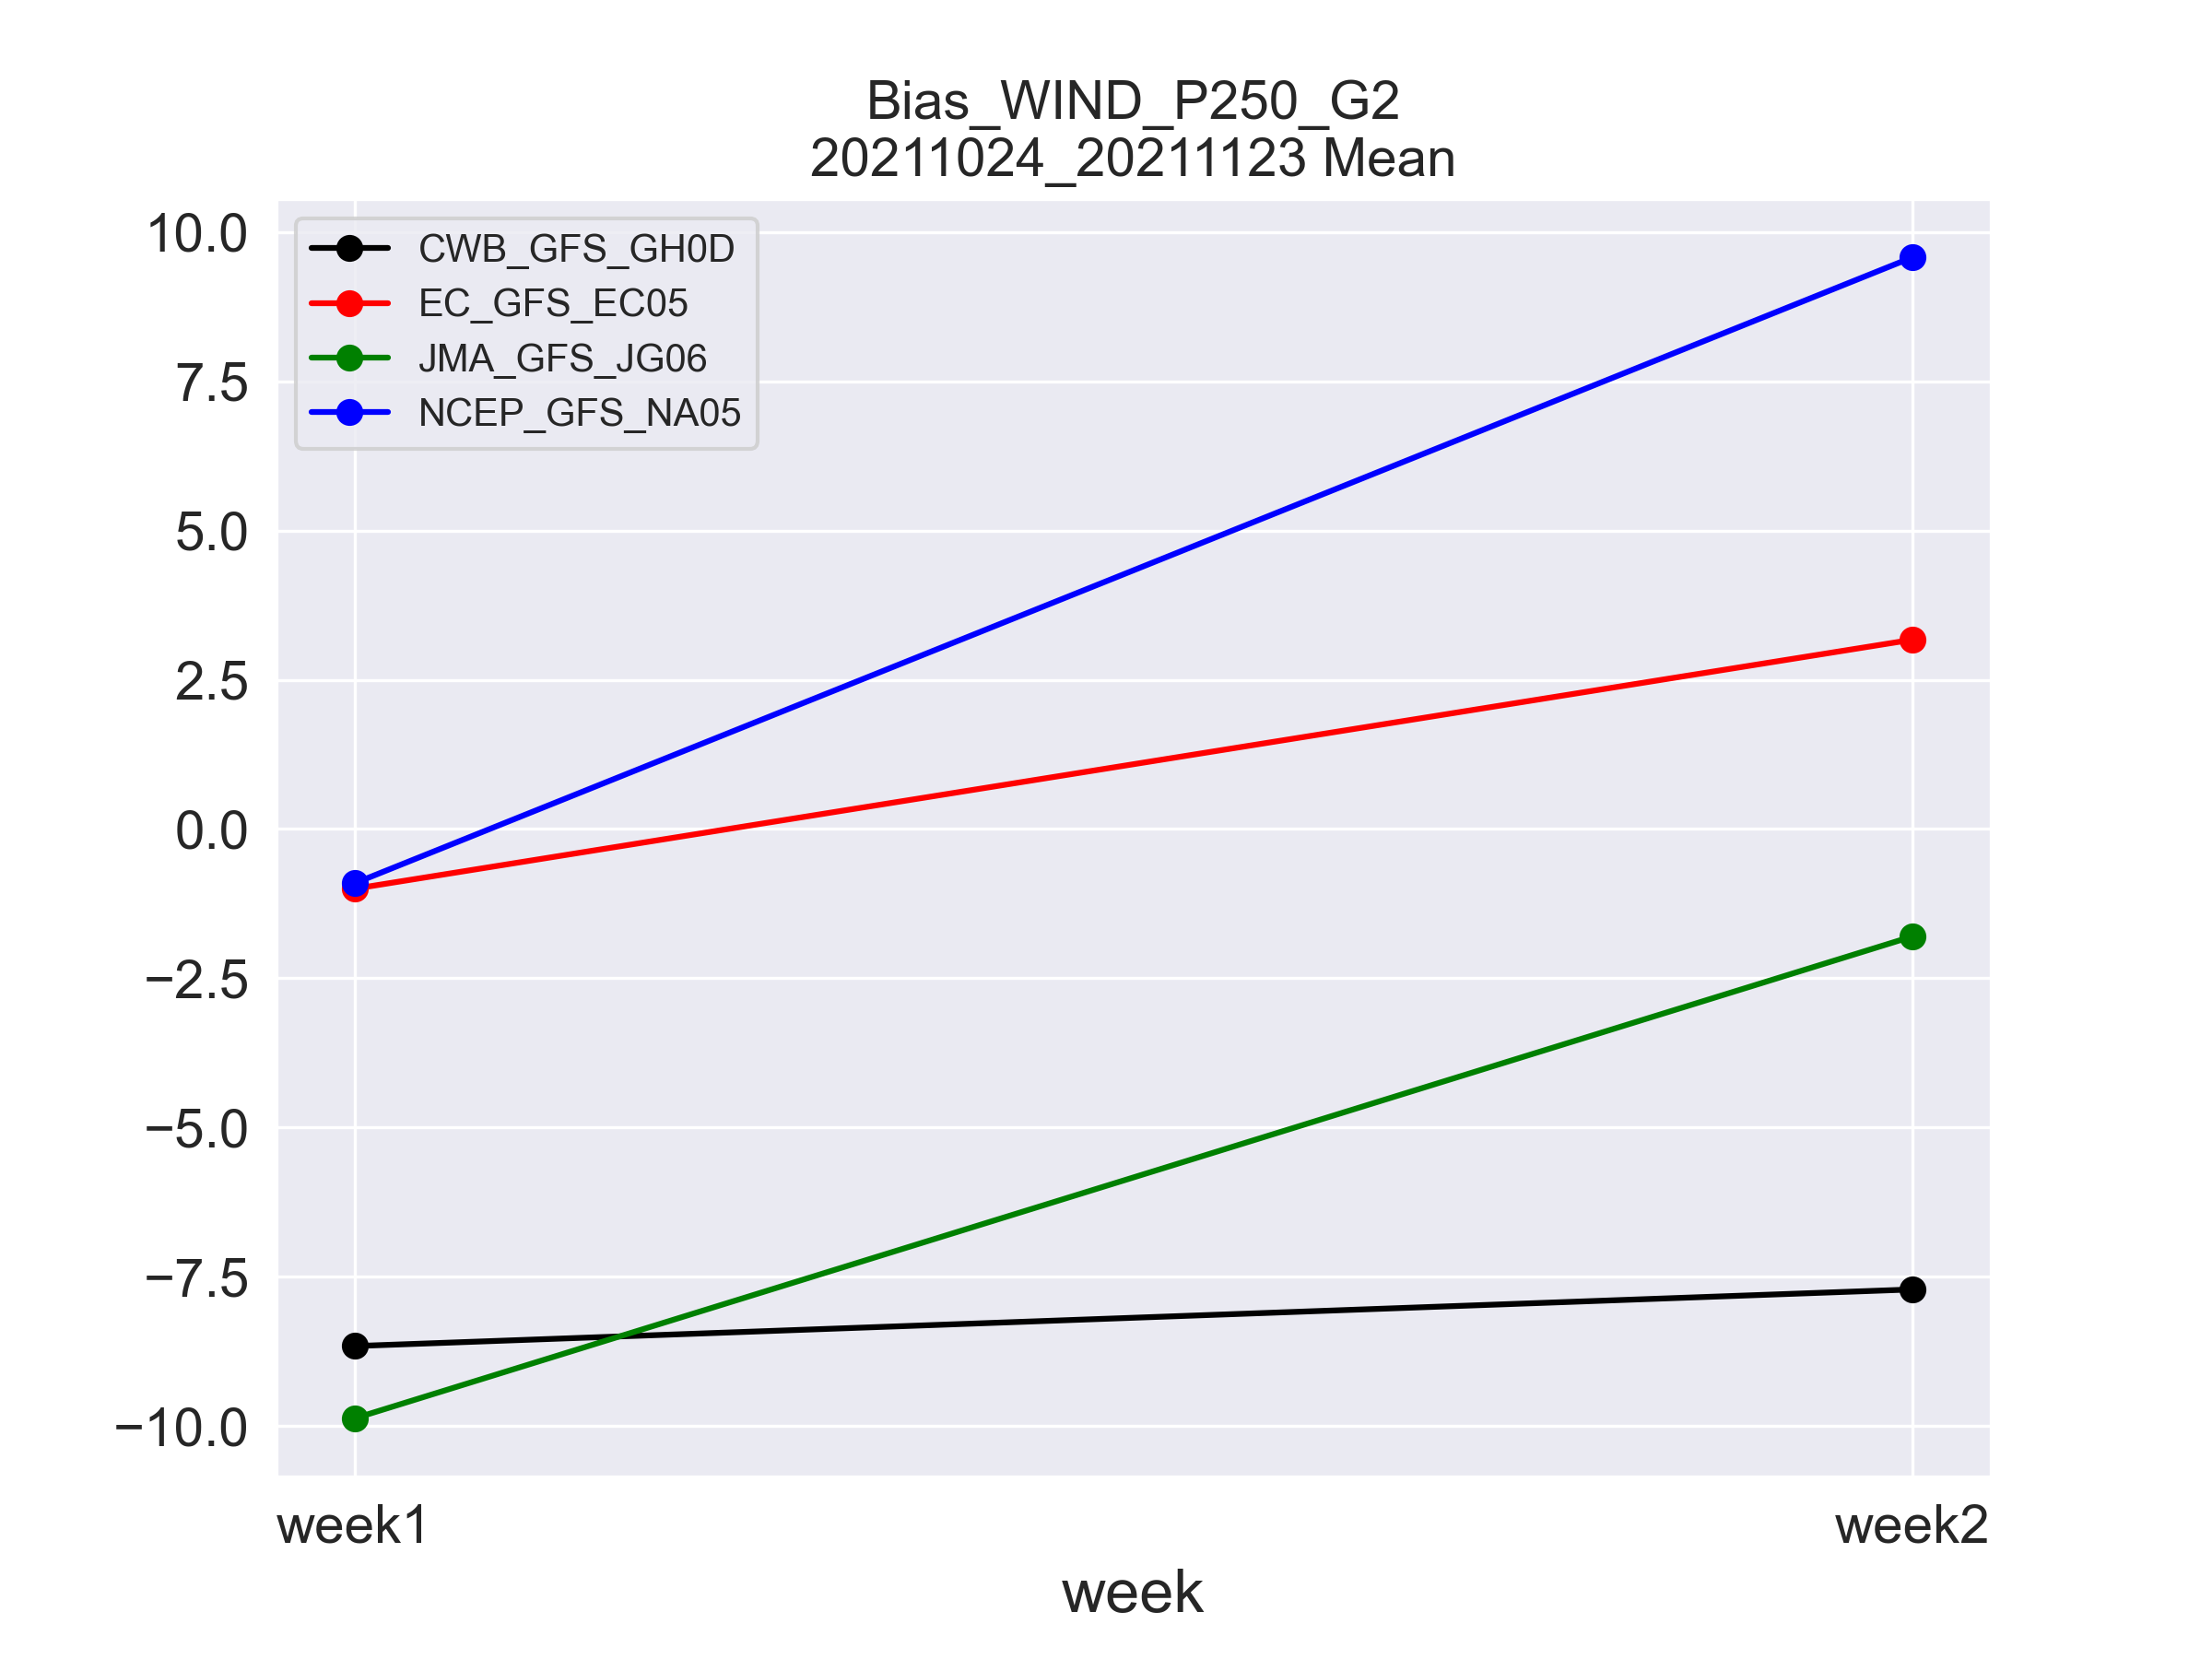 Bias_WIND_P250_G2
20211024_20211123 Mean
10.0
7.5
5.0
2.5
0.0
−2.5
−5.0
−7.5
−10.0
CWB_GFS_GH0D
EC_GFS_EC05
JMA_GFS_JG06
NCEP_GFS_NA05
week1 week2
week